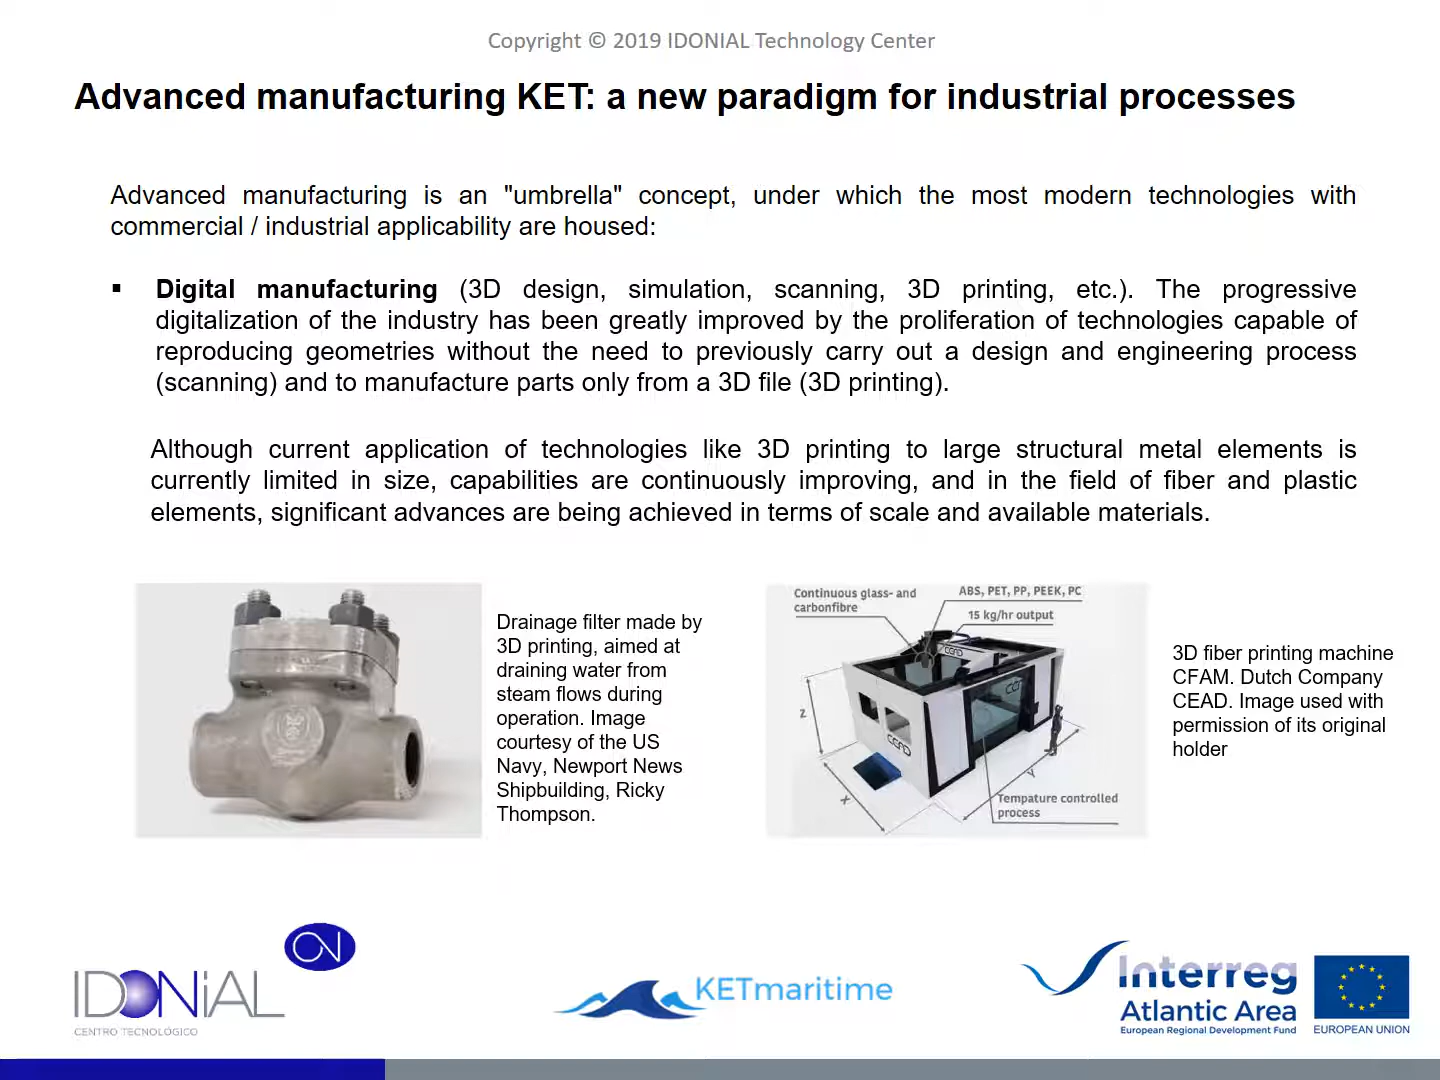 Copyright © 2019 IDONIAL Technology Center
Advanced manufacturing KET: a new paradigm for industrial processes
Advanced manufacturing is an "umbrella" concept, under which the most modern technologies with
commercial / industrial applicability are housed:
▪ Digital manufacturing (3D design, simulation, scanning, 3D printing, etc.). The progressive
digitalization of the industry has been greatly improved by the proliferation of technologies capable of
reproducing geometries without the need to previously carry out a design and engineering process
(scanning) and to manufacture parts only from a 3D file (3D printing).
Although current application of technologies like 3D printing to large structural metal elements is
currently limited in size, capabilities are continuously improving, and in the field of fiber and plastic
elements, significant advances are being achieved in terms of scale and available materials.
Drainage filter made by
3D printing, aimed at
draining water from
steam flows during
operation. Image
courtesy of the US
Navy, Newport News
Shipbuilding, Ricky
Thompson.
Continuous glass- and
carbonfibre
ABS, PET, PP, PEEK, PC
15 kg/hr output
CEAD
CEAD
Z
X
Y
Tempature controlled
process
3D fiber printing machine
CFAM. Dutch Company
CEAD. Image used with
permission of its original
holder
IDONiAL
CENTRO TECNOLÓGICO
KETmaritime
Interreg
Atlantic Area
European Regional Development Fund
EUROPEAN UNION